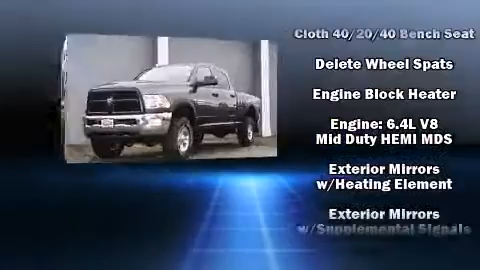 Cloth 40/20/40 Bench Seat
Delete Wheel Spats
Engine Block Heater
Engine: 6.4L V8
Mid Duty HEMI MDS
Exterior Mirrors
w/Heating Element
Exterior Mirrors
w/Supplemental Signals